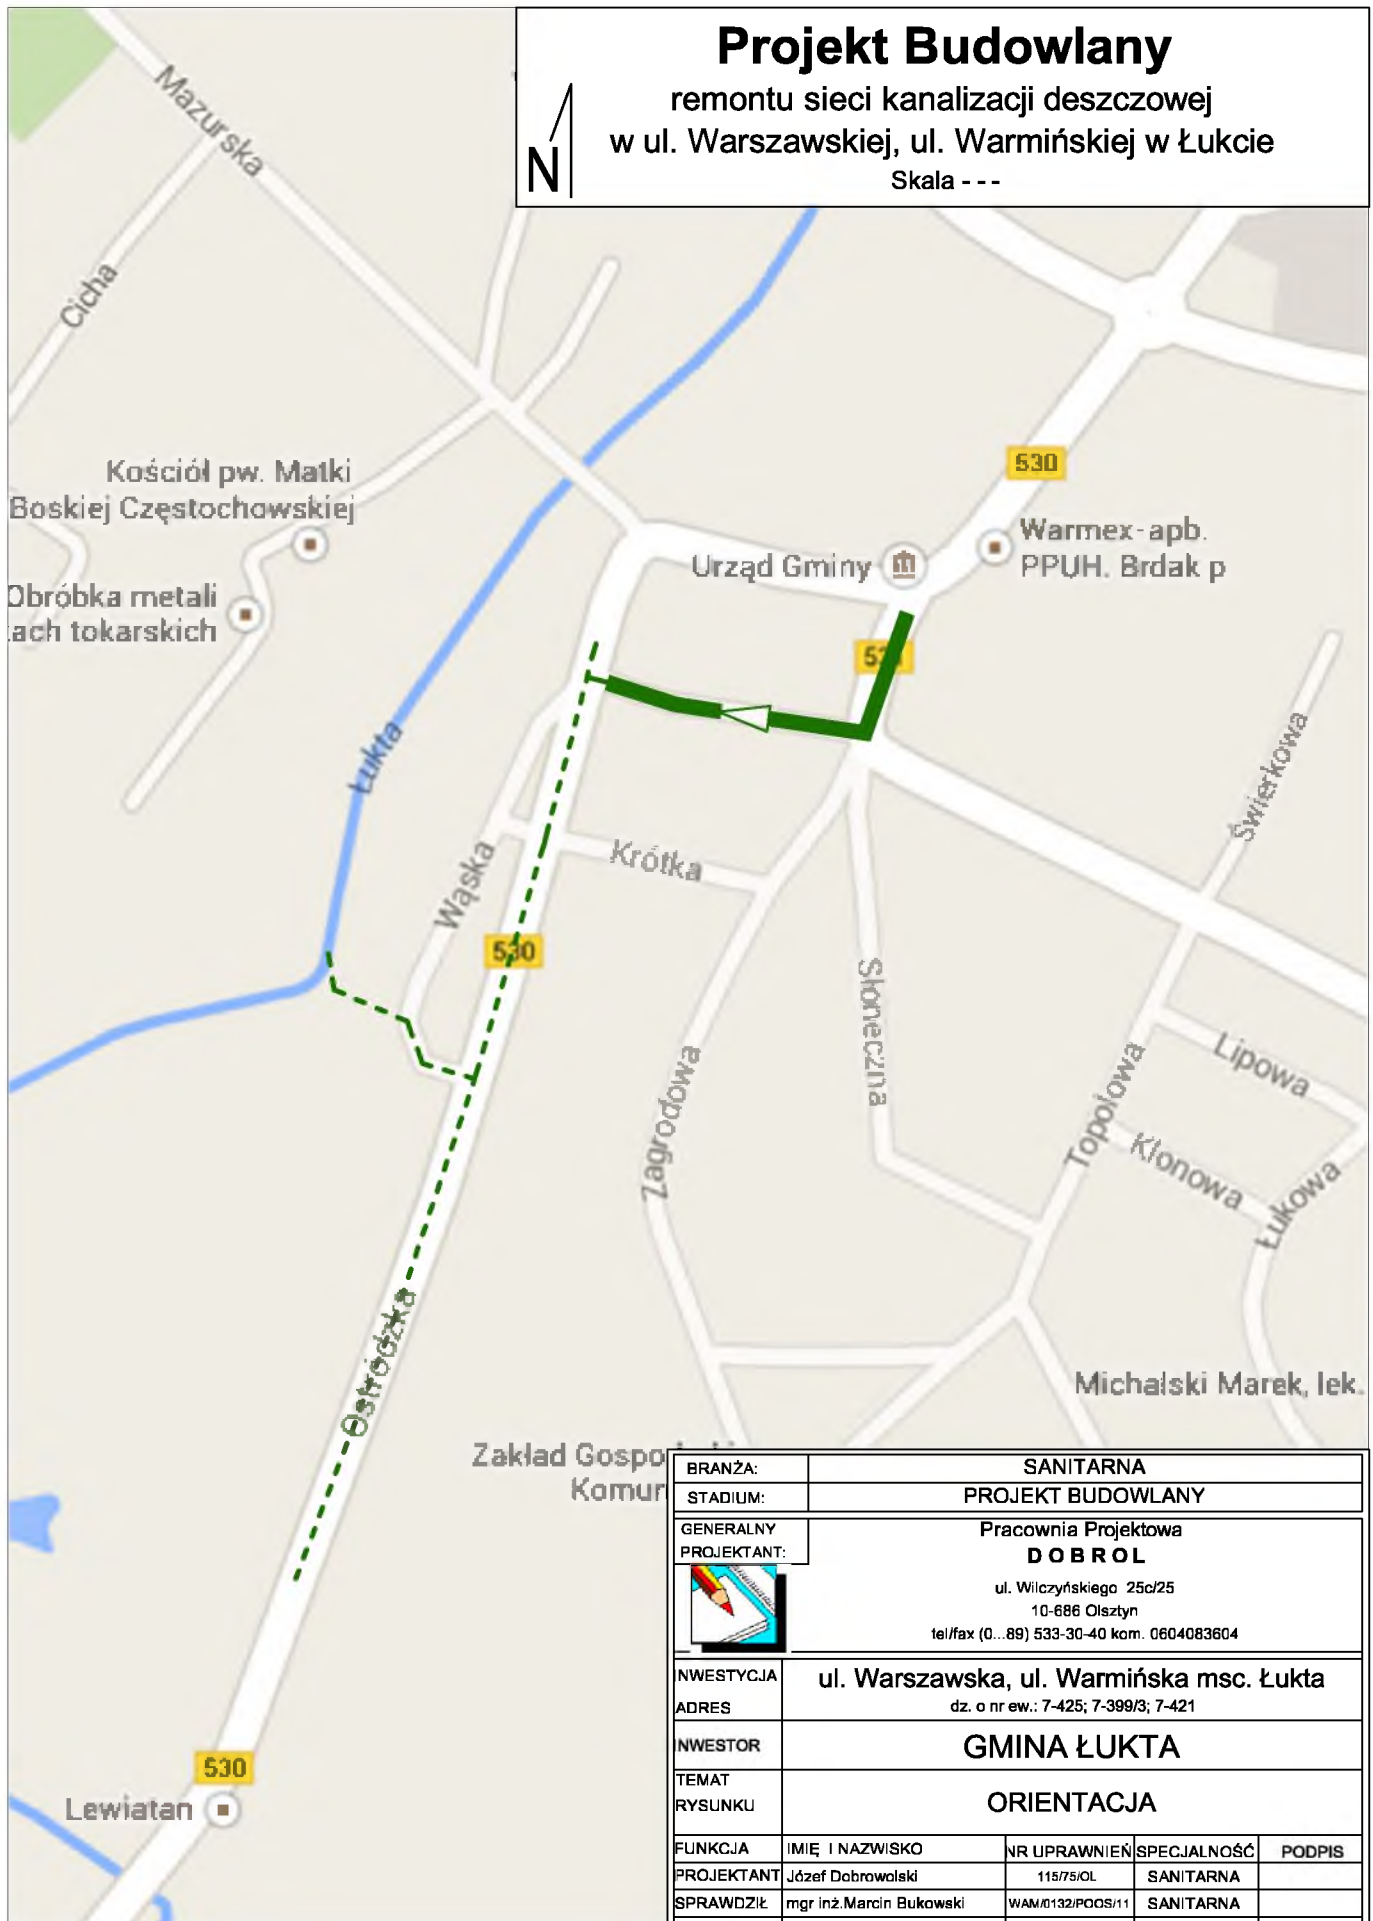 Projekt Budowlany
remontu sieci kanalizacji deszczowej
w ul. Warszawskiej, ul. Warmińskiej w Łukcie
Skala - - -
N
Mazurska
Cicha
Kościół pw. Matki
Boskiej Częstochowskiej
Obróbka metali
ach tokarskich
530
Warmex-apb.
PPUH. Brdak p
Urząd Gminy
Łukta
Świerkowa
Krótka
Wąska
530
Słoneczna
Zagrodowa
Lipowa
Topolowa
Klonowa
Łukowa
Ostródzka
Michalski Marek, lek.
Zakład Gospo
Komun
530
Lewiatan
BRANŻA: SANITARNA
STADIUM: PROJEKT BUDOWLANY
GENERALNY
PROJEKTANT:
Pracownia Projektowa
DOBROL
ul. Wilczyńskiego 25c/25
10-686 Olsztyn
tel/fax (0...89) 533-30-40 kom. 0604083604
INWESTYCJA
ADRES
ul. Warszawska, ul. Warmińska msc. Łukta
dz. o nr ew.: 7-425; 7-399/3; 7-421
INWESTOR GMINA ŁUKTA
TEMAT
RYSUNKU
ORIENTACJA
FUNKCJA IMIĘ I NAZWISKO NR UPRAWNIEŃ SPECJALNOŚĆ PODPIS
PROJEKTANT Józef Dobrowolski 115/75/OL SANITARNA
SPRAWDZIŁ mgr inż.Marcin Bukowski WAM/0132/POOS/11 SANITARNA